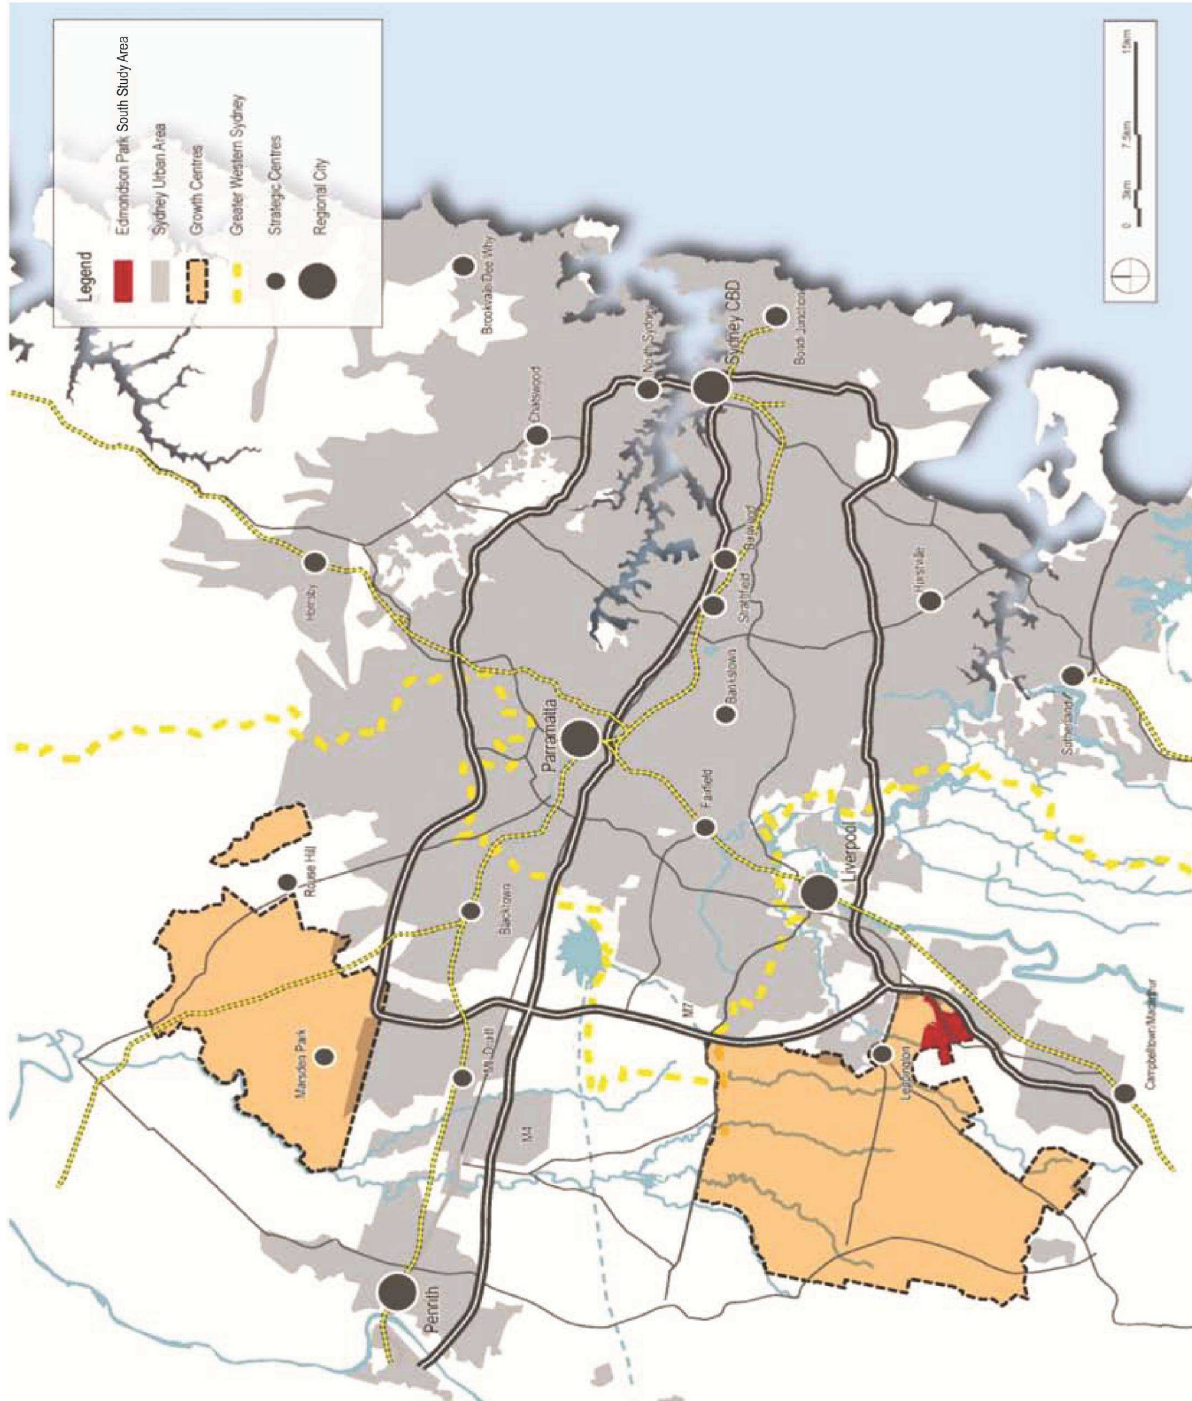 Legend
Edmondson Park South Study Area
Sydney Urban Area
Growth Centres
Greater Western Sydney
Strategic Centres
Regional City
0 3km 7.5km 15km
Brookvale-Dee Why
Chatswood
North Sydney
Sydney CBD
Bondi Junction
Hornsby
Burwood
Strathfield
Hurstville
Bankstown
Parramatta
Sutherland
Fairfield
Liverpool
Rouse Hill
Blacktown
M7
Marsden Park
Mt. Druitt
Leppington
Campbelltown/Macarthur
M4
Penrith